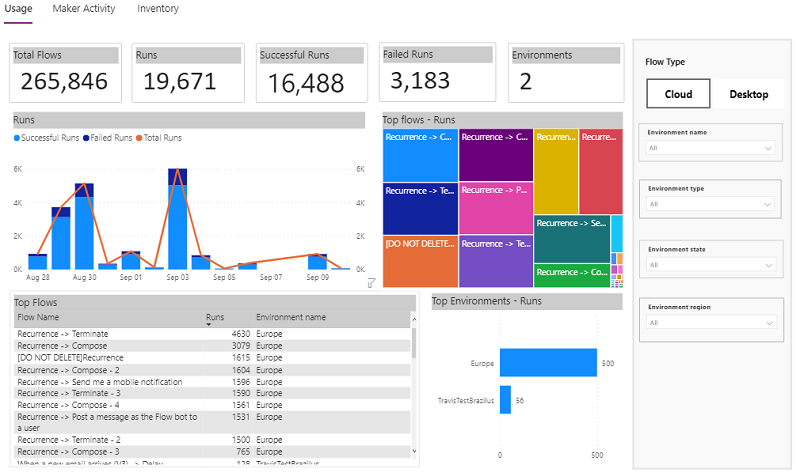 Usage Maker Activity Inventory
Total Flows
265,846
Runs
19,671
Successful Runs
16,488
Failed Runs
3,183
Environments
2
Flow Type
Cloud Desktop
Environment name
All
Environment type
All
Environment state
All
Environment region
All
Runs
Successful Runs Failed Runs Total Runs
6K 6K
4K 4K
2K 2K
0K 0K
Aug 28 Aug 30 Sep 01 Sep 03 Sep 05 Sep 07 Sep 09
Top flows - Runs
Recurrence -> C...
Recurrence -> C...
Recurren...
Recurre...
Recurrence -> Te...
Recurrence -> P...
[DO NOT DELETE...
Recurrence -> Te...
Recurrence -> Se...
Recurrence -> Co...
Top Flows
Flow Name Runs Environment name
Recurrence -> Terminate 4630 Europe
Recurrence -> Compose 3079 Europe
[DO NOT DELETE]Recurrence 1615 Europe
Recurrence -> Compose - 2 1604 Europe
Recurrence -> Send me a mobile notification 1596 Europe
Recurrence -> Terminate - 3 1590 Europe
Recurrence -> Compose - 4 1561 Europe
Recurrence -> Post a message as the Flow bot to 1531 Europe
a user
Recurrence -> Terminate - 2 1500 Europe
Recurrence -> Compose - 3 765 Europe
When a new email arrives (V3) -> Delay 128 TravisTestBrazilus
Top Environments - Runs
Europe 500
TravisTestBrazilus 56
0 500